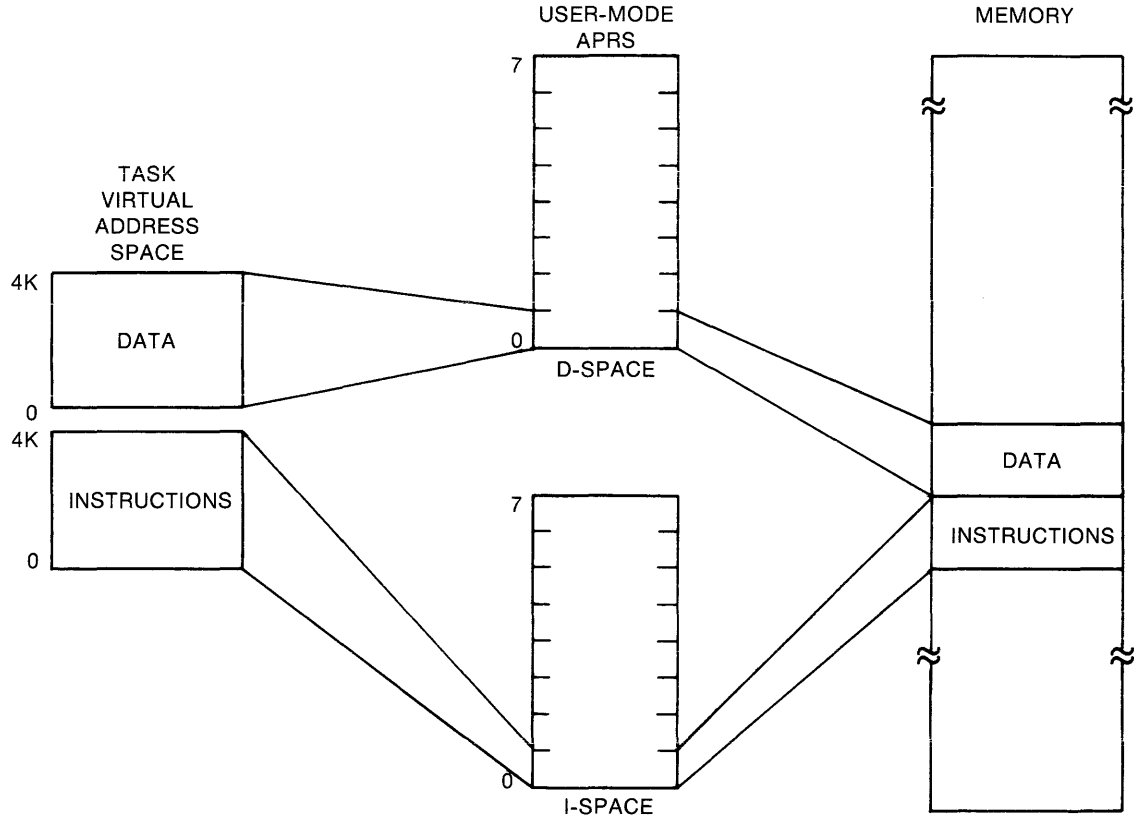 USER-MODE
APRS
MEMORY
7
TASK
VIRTUAL
ADDRESS
SPACE
4K
DATA
0
0
D-SPACE
4K
INSTRUCTIONS
0
7
0
I-SPACE
DATA
INSTRUCTIONS